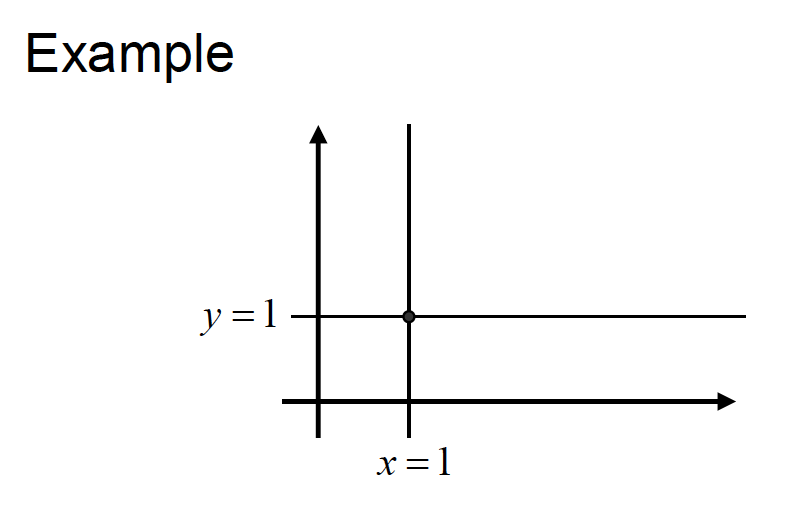 Example
y = 1
x = 1